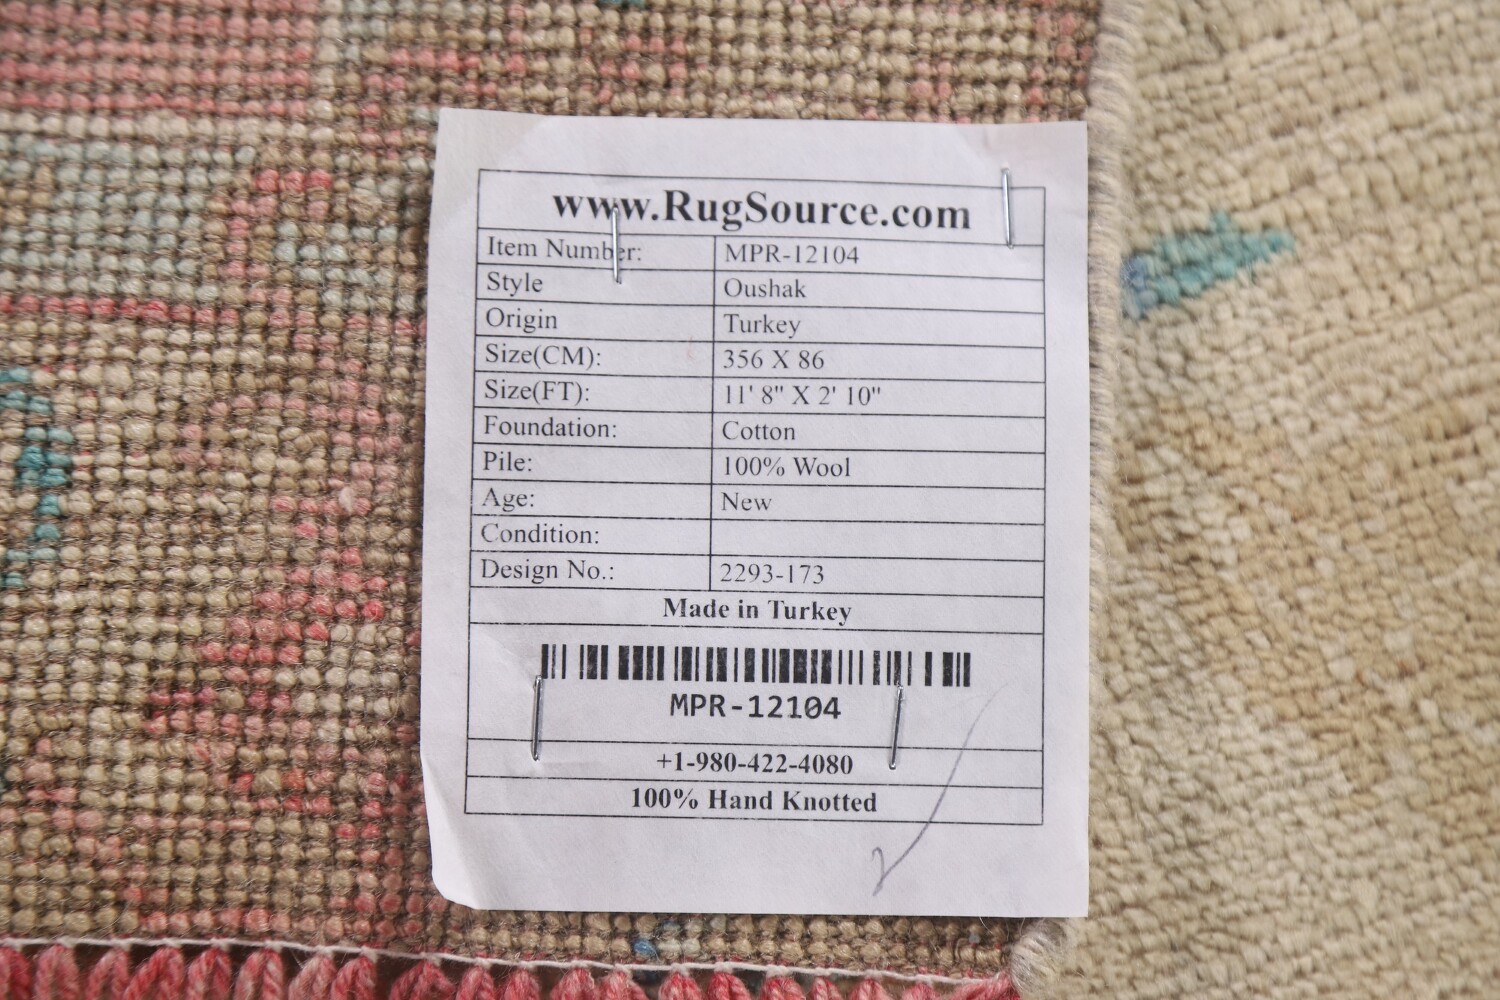 www.RugSource.com
Item Number: MPR-12104
Style Oushak
Origin Turkey
Size(CM): 356 X 86
Size(FT): 11' 8" X 2' 10"
Foundation: Cotton
Pile: 100% Wool
Age: New
Condition:
Design No.: 2293-173
Made in Turkey
MPR-12104
+1-980-422-4080
100% Hand Knotted